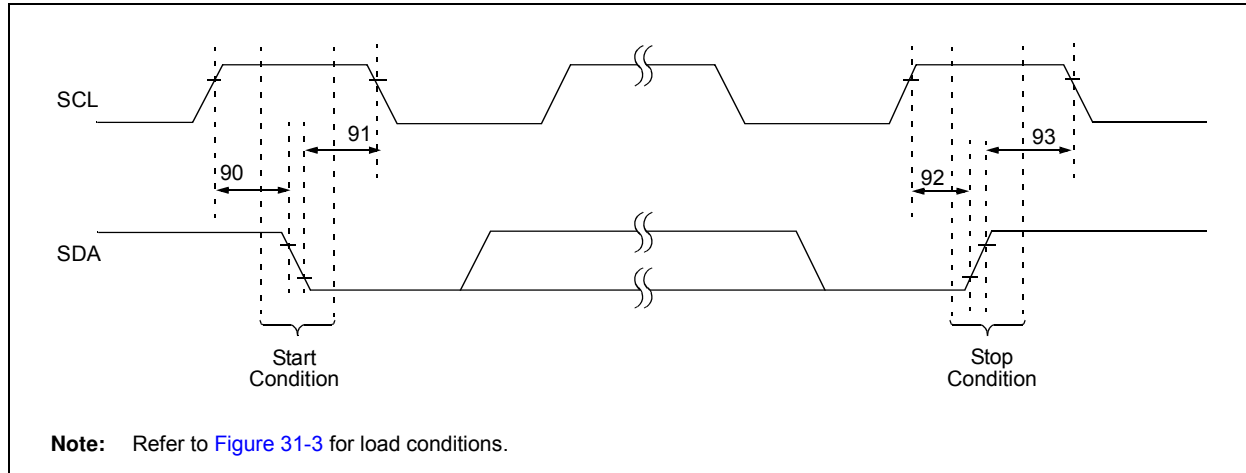 SCL
91
93
90
92
SDA
Start
Condition
Stop
Condition
Note: Refer to Figure 31-3 for load conditions.